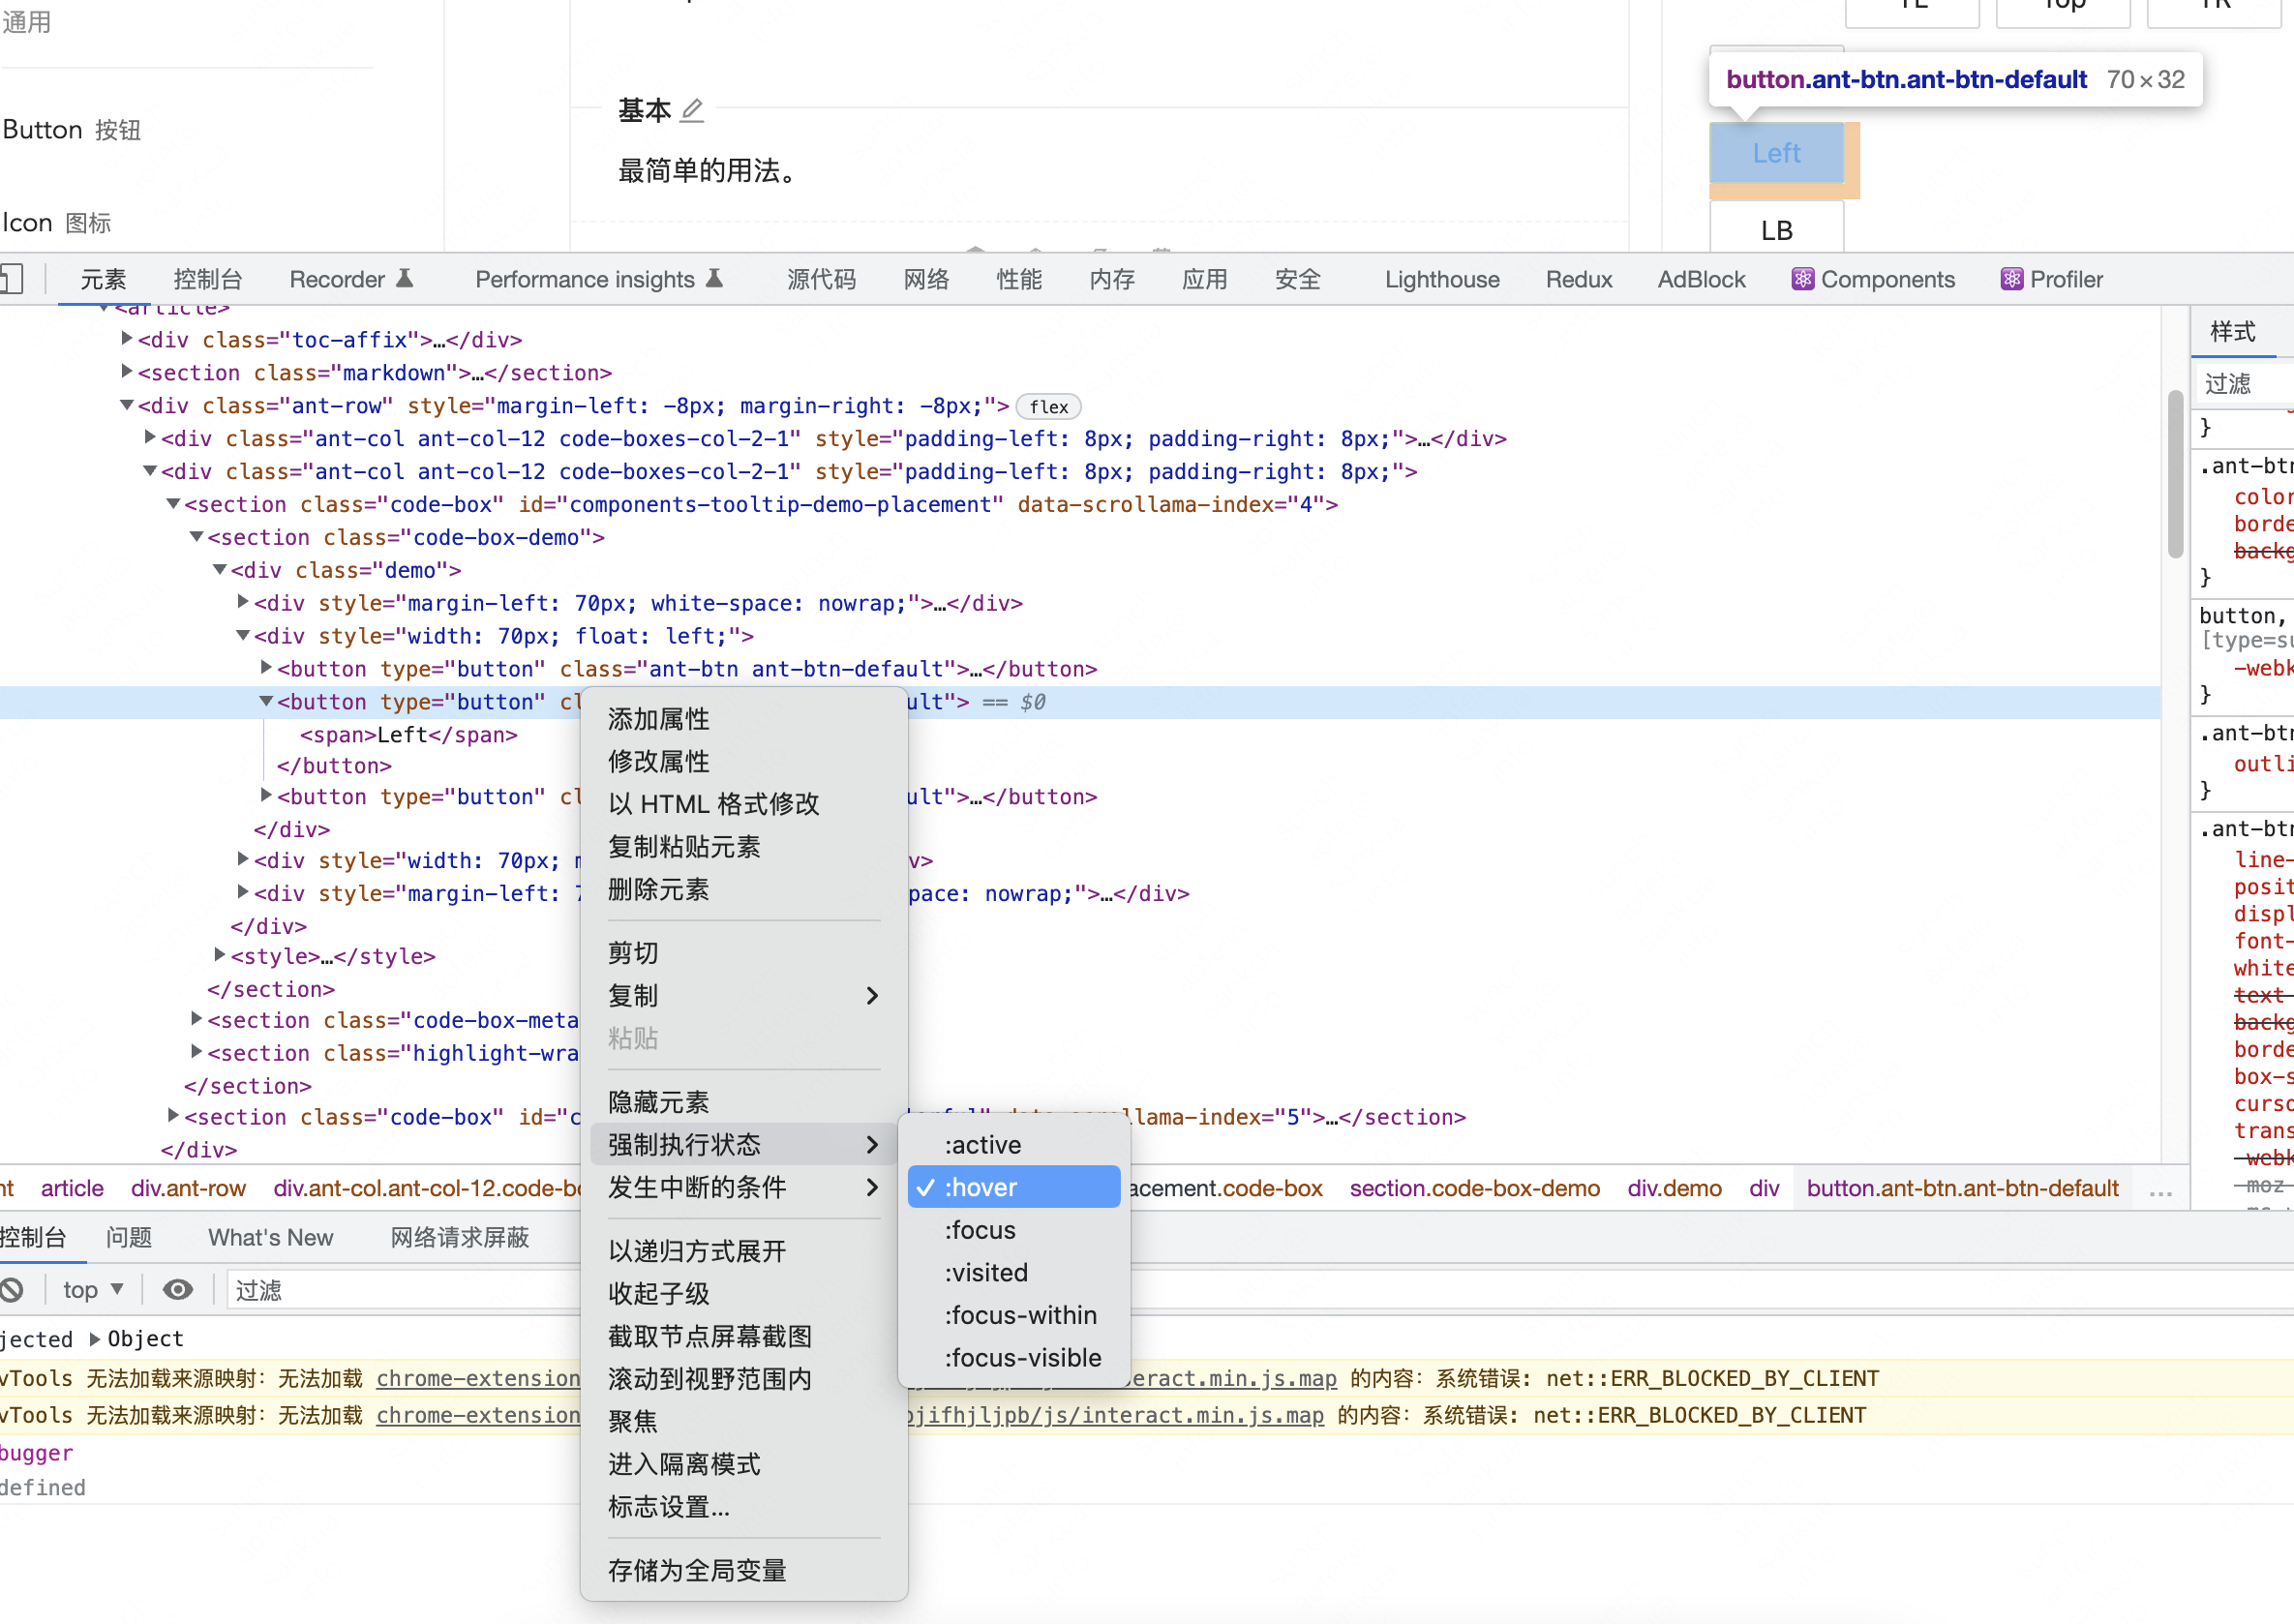 通用
Button 按钮
Icon 图标
基本
最简单的用法。
TL
Top
TR
button.ant-btn.ant-btn-default 70×32
Left
LB
元素 控制台 Recorder Performance insights 源代码 网络 性能 内存 应用 安全 Lighthouse Redux AdBlock Components Profiler
<article>
<div class="toc-affix">…</div>
<section class="markdown">…</section>
<div class="ant-row" style="margin-left: -8px; margin-right: -8px;"> flex
<div class="ant-col ant-col-12 code-boxes-col-2-1" style="padding-left: 8px; padding-right: 8px;">…</div>
<div class="ant-col ant-col-12 code-boxes-col-2-1" style="padding-left: 8px; padding-right: 8px;">
<section class="code-box" id="components-tooltip-demo-placement" data-scrollama-index="4">
<section class="code-box-demo">
<div class="demo">
<div style="margin-left: 70px; white-space: nowrap;">…</div>
<div style="width: 70px; float: left;">
<button type="button" class="ant-btn ant-btn-default">…</button>
<button type="button" cl ult"> == $0
<span>Left</span>
</button>
<button type="button" cl ult">…</button>
</div>
<div style="width: 70px; v>
<div style="margin-left: 7 pace: nowrap;">…</div>
</div>
<style>…</style>
</section>
<section class="code-box-meta
<section class="highlight-wra
</section>
<section class="code-box" id="c llama-index="5">…</section>
</div>
添加属性
修改属性
以 HTML 格式修改
复制粘贴元素
删除元素
剪切
复制
粘贴
隐藏元素
强制执行状态
发生中断的条件
以递归方式展开
收起子级
截取节点屏幕截图
滚动到视野范围内
聚焦
进入隔离模式
标志设置...
存储为全局变量
:active
✓ :hover
:focus
:visited
:focus-within
:focus-visible
样式
过滤
}
.ant-btn
color
borde
backg
}
button,
[type=su
-webk
}
.ant-btn
outli
}
.ant-btn
line-
posit
displ
font-
white
text-
backg
borde
box-s
curso
trans
-webk
-moz
nt article div.ant-row div.ant-col.ant-col-12.code-bo acement.code-box section.code-box-demo div.demo div button.ant-btn.ant-btn-default ...
控制台 问题 What's New 网络请求屏蔽
top ▼ 过滤
jected ▶Object
vTools 无法加载来源映射：无法加载 chrome-extension eract.min.js.map 的内容：系统错误：net::ERR_BLOCKED_BY_CLIENT
vTools 无法加载来源映射：无法加载 chrome-extension ojifhjljpb/js/interact.min.js.map 的内容：系统错误：net::ERR_BLOCKED_BY_CLIENT
bugger
defined